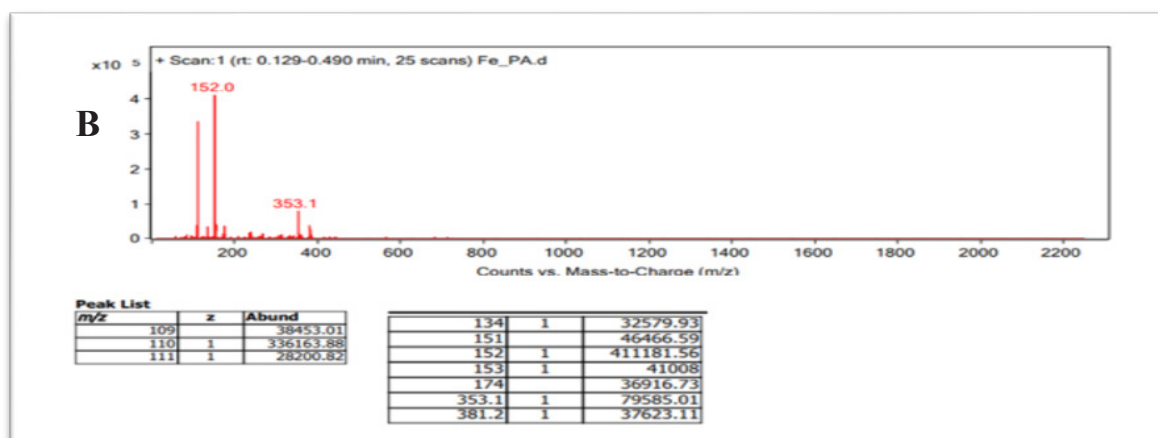 x10 5
+ Scan:1 (rt: 0.129-0.490 min, 25 scans) Fe_PA.d
152.0
4
B
3
2
353.1
1
0
200 400 600 800 1000 1200 1400 1600 1800 2000 2200
Counts vs. Mass-to-Charge (m/z)
Peak List
m/z z Abund
109 38453.01
110 1 336163.88
111 1 28200.82
134 1 32579.93
151 46466.59
152 1 411181.56
153 1 41008
174 36916.73
353.1 1 79585.01
381.2 1 37623.11